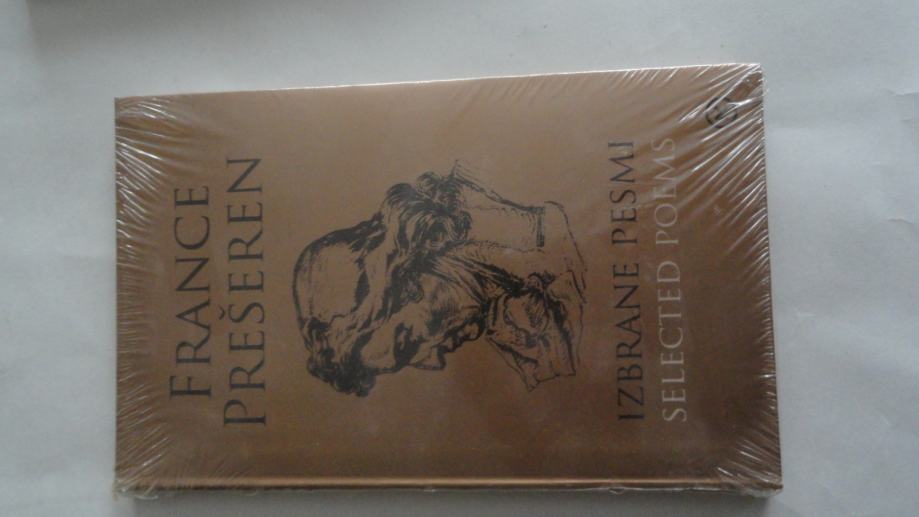 FRANCE
PREŠEREN
IZBRANE PESMI
SELECTED POEMS